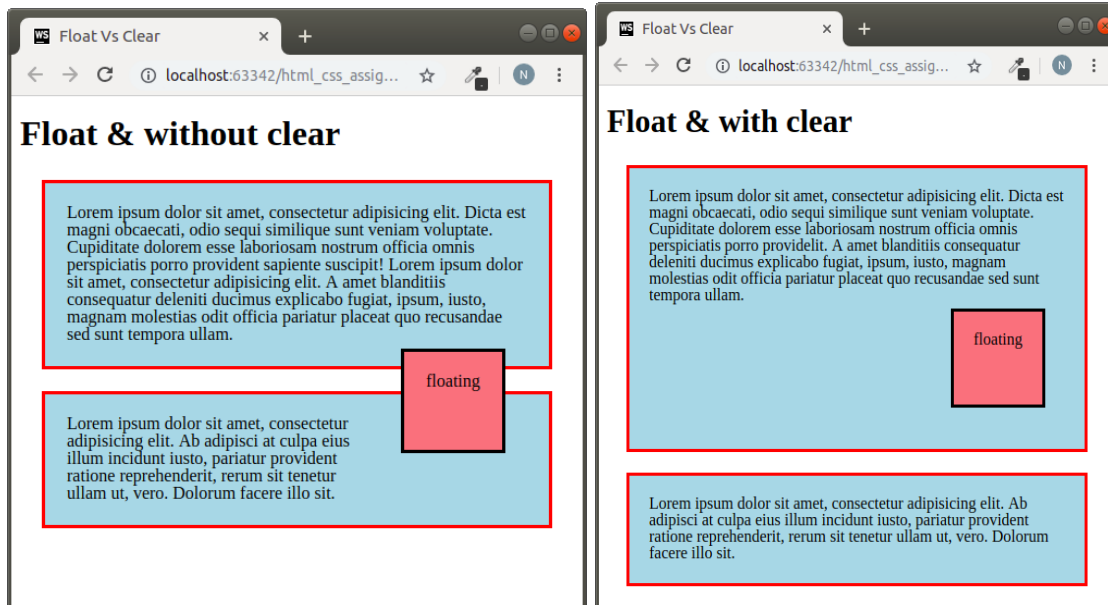 WS Float Vs Clear
localhost:63342/html_css_assig...
N
Float & without clear
Lorem ipsum dolor sit amet, consectetur adipisicing elit. Dicta est
magni obcaecati, odio sequi similique sunt veniam voluptate.
Cupiditate dolorem esse laboriosam nostrum officia omnis
perspiciatis porro provident sapiente suscipit! Lorem ipsum dolor
sit amet, consectetur adipisicing elit. A amet blanditiis
consequatur deleniti ducimus explicabo fugiat, ipsum, iusto,
magnam molestias odit officia pariatur placeat quo recusandae
sed sunt tempora ullam.
floating
Lorem ipsum dolor sit amet, consectetur
adipisicing elit. Ab adipisci at culpa eius
illum incidunt iusto, pariatur provident
ratione reprehenderit, rerum sit tenetur
ullam ut, vero. Dolorum facere illo sit.
WS Float Vs Clear
localhost:63342/html_css_assig...
N
Float & with clear
Lorem ipsum dolor sit amet, consectetur adipisicing elit. Dicta est
magni obcaecati, odio sequi similique sunt veniam voluptate.
Cupiditate dolorem esse laboriosam nostrum officia omnis
perspiciatis porro providelit. A amet blanditiis consequatur
deleniti ducimus explicabo fugiat, ipsum, iusto, magnam
molestias odit officia pariatur placeat quo recusandae sed sunt
tempora ullam.
floating
Lorem ipsum dolor sit amet, consectetur adipisicing elit. Ab
adipisci at culpa eius illum incidunt iusto, pariatur provident
ratione reprehenderit, rerum sit tenetur ullam ut, vero. Dolorum
facere illo sit.